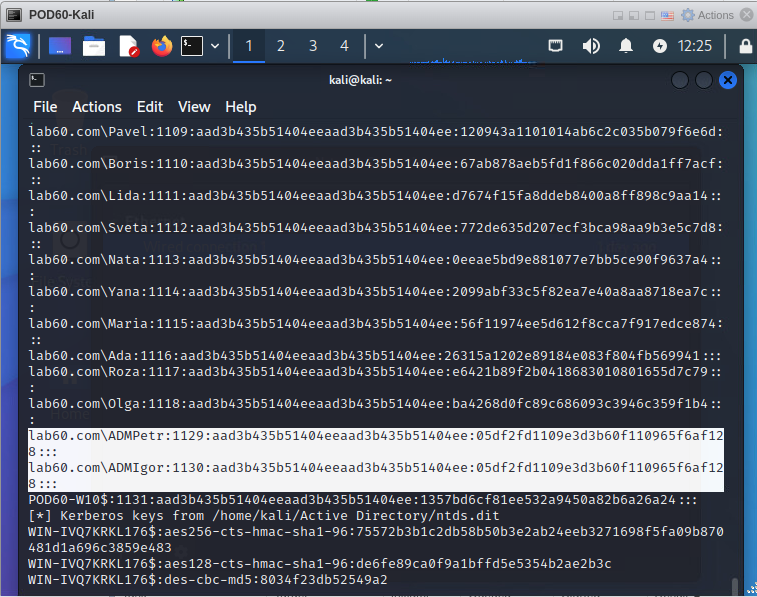 POD60-Kali
Actions
1 2 3 4
12:25
kali@kali: ~
File Actions Edit View Help
lab60.com\Pavel:1109:aad3b435b51404eeaad3b435b51404ee:120943a1101014ab6c2c035b079f6e6d:
::
lab60.com\Boris:1110:aad3b435b51404eeaad3b435b51404ee:67ab878aeb5fd1f866c020dda1ff7acf:
::
lab60.com\Lida:1111:aad3b435b51404eeaad3b435b51404ee:d7674f15fa8ddeb8400a8ff898c9aa14::
:
lab60.com\Sveta:1112:aad3b435b51404eeaad3b435b51404ee:772de635d207ecf3bca98aa9b3e5c7d8:
::
lab60.com\Nata:1113:aad3b435b51404eeaad3b435b51404ee:0eeae5bd9e881077e7bb5ce90f9637a4::
:
lab60.com\Yana:1114:aad3b435b51404eeaad3b435b51404ee:2099abf33c5f82ea7e40a8aa8718ea7c::
:
lab60.com\Maria:1115:aad3b435b51404eeaad3b435b51404ee:56f11974ee5d612f8cca7f917edce874:
::
lab60.com\Ada:1116:aad3b435b51404eeaad3b435b51404ee:26315a1202e89184e083f804fb569941:::
lab60.com\Roza:1117:aad3b435b51404eeaad3b435b51404ee:e6421b89f2b0418683010801655d7c79::
:
lab60.com\Olga:1118:aad3b435b51404eeaad3b435b51404ee:ba4268d0fc89c686093c3946c359f1b4::
:
lab60.com\ADMPetr:1129:aad3b435b51404eeaad3b435b51404ee:05df2fd1109e3d3b60f110965f6af12
8:::
lab60.com\ADMIgor:1130:aad3b435b51404eeaad3b435b51404ee:05df2fd1109e3d3b60f110965f6af12
8:::
POD60-W10$:1131:aad3b435b51404eeaad3b435b51404ee:1357bd6cf81ee532a9450a82b6a26a24:::
[*] Kerberos keys from /home/kali/Active Directory/ntds.dit
WIN-IVQ7KRKL176$:aes256-cts-hmac-sha1-96:75572b3b1c2db58b50b3e2ab24eeb3271698f5fa09b870
481d1a696c3859e483
WIN-IVQ7KRKL176$:aes128-cts-hmac-sha1-96:de6fe89ca0f9a1bffd5e5354b2ae2b3c
WIN-IVQ7KRKL176$:des-cbc-md5:8034f23db52549a2